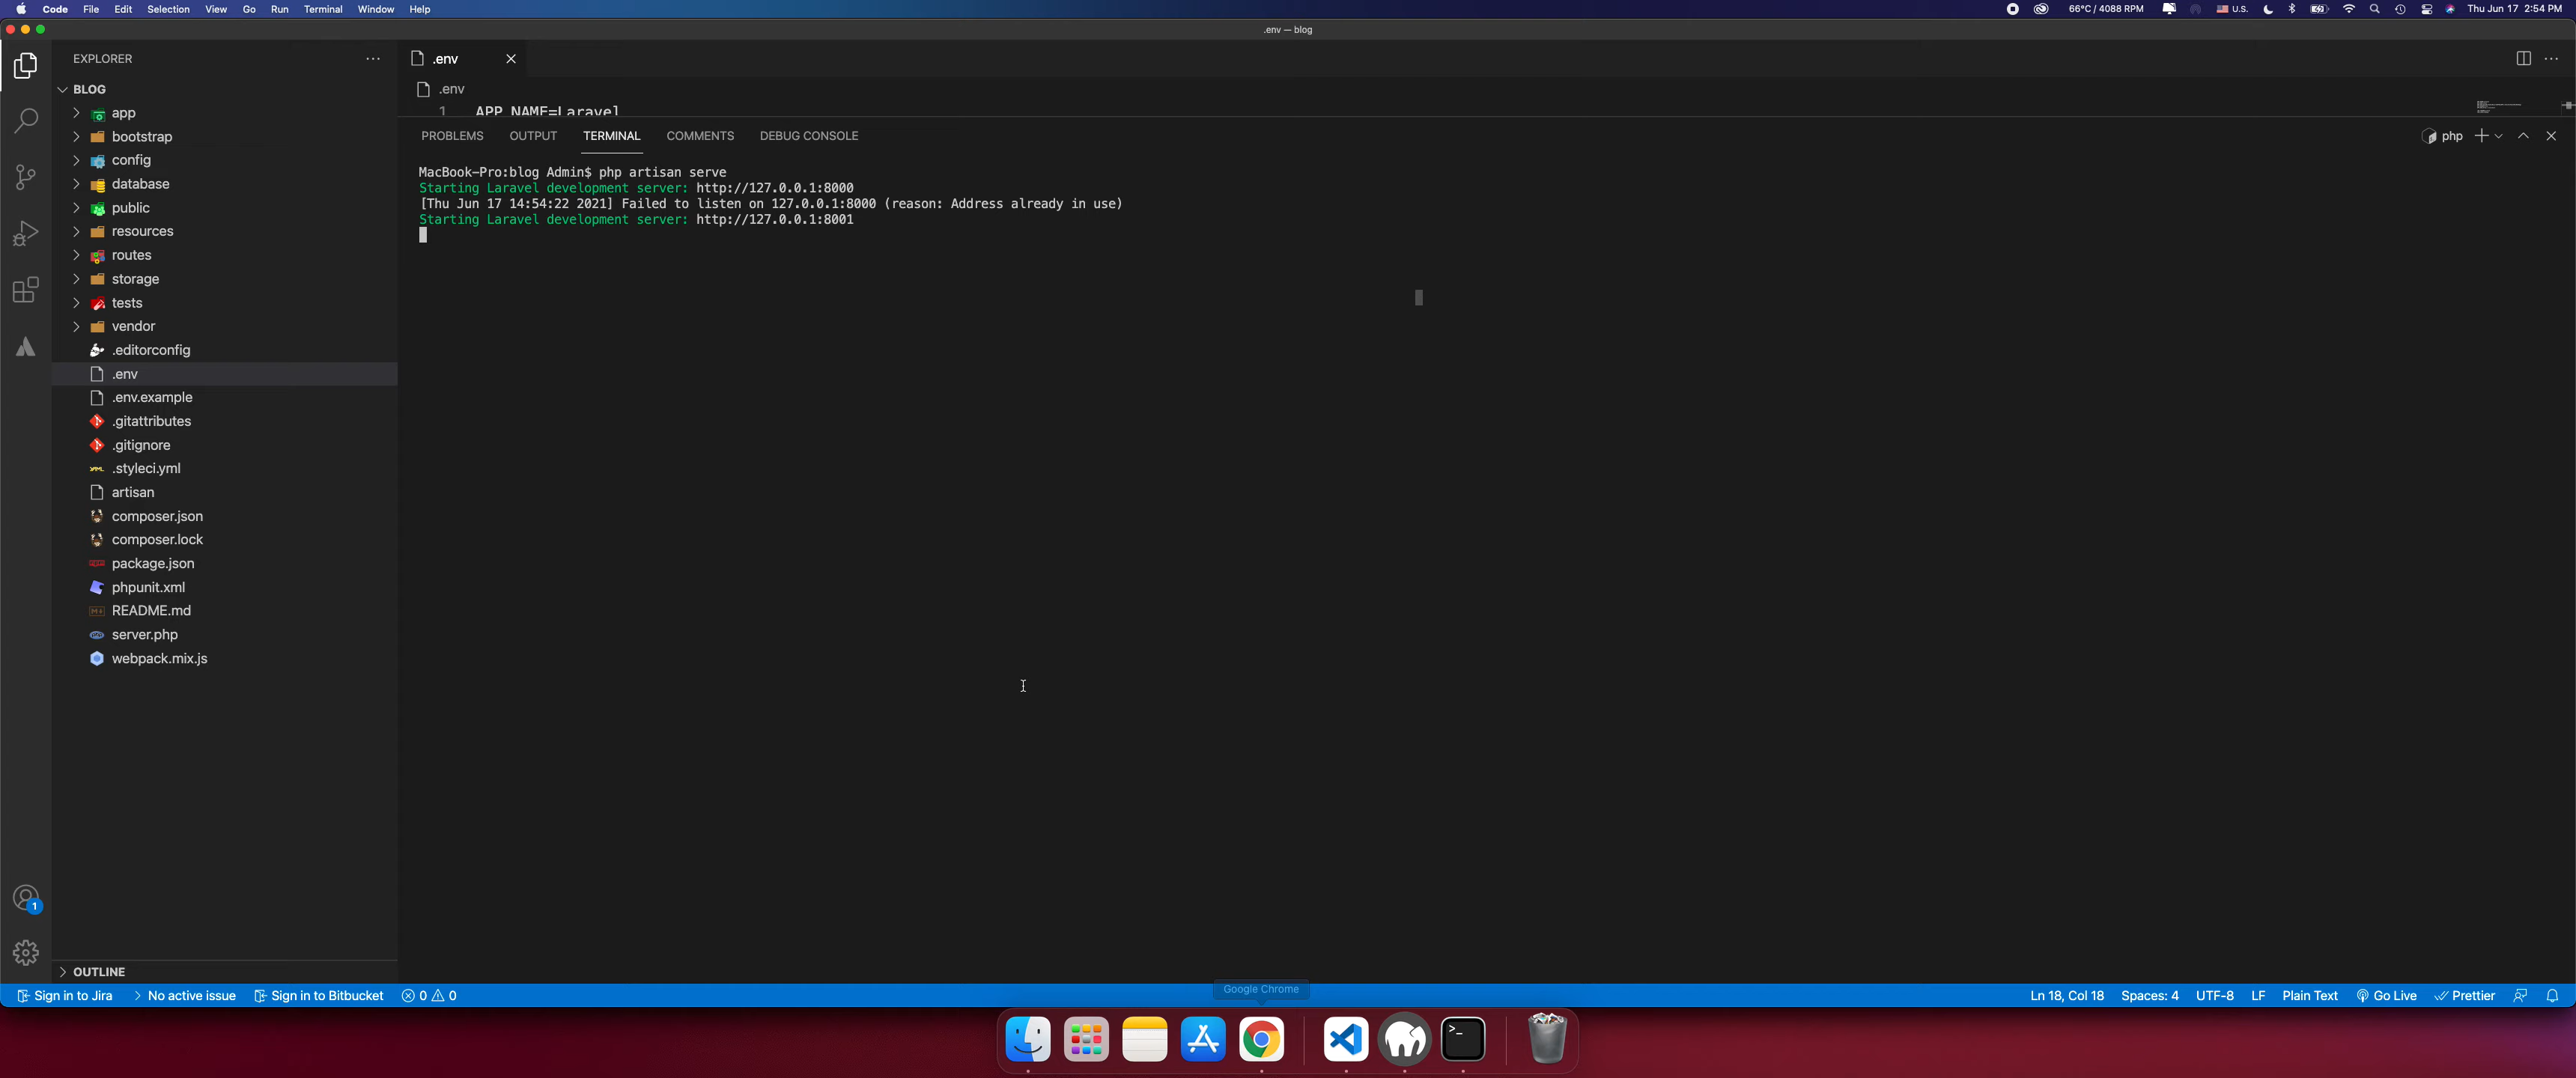 Code File Edit Selection View Go Run Terminal Window Help
66°C / 4088 RPM U.S. Thu Jun 17 2:54 PM
.env — blog
EXPLORER
BLOG
app
bootstrap
config
database
public
resources
routes
storage
tests
vendor
.editorconfig
.env
.env.example
.gitattributes
.gitignore
.styleci.yml
artisan
composer.json
composer.lock
package.json
phpunit.xml
README.md
server.php
webpack.mix.js
OUTLINE
.env
.env
1 APP_NAME=Laravel
PROBLEMS OUTPUT TERMINAL COMMENTS DEBUG CONSOLE
php
MacBook-Pro:blog Admin$ php artisan serve
Starting Laravel development server: http://127.0.0.1:8000
[Thu Jun 17 14:54:22 2021] Failed to listen on 127.0.0.1:8000 (reason: Address already in use)
Starting Laravel development server: http://127.0.0.1:8001
1
Sign in to Jira No active issue Sign in to Bitbucket 0 0
Google Chrome
Ln 18, Col 18 Spaces: 4 UTF-8 LF Plain Text Go Live Prettier